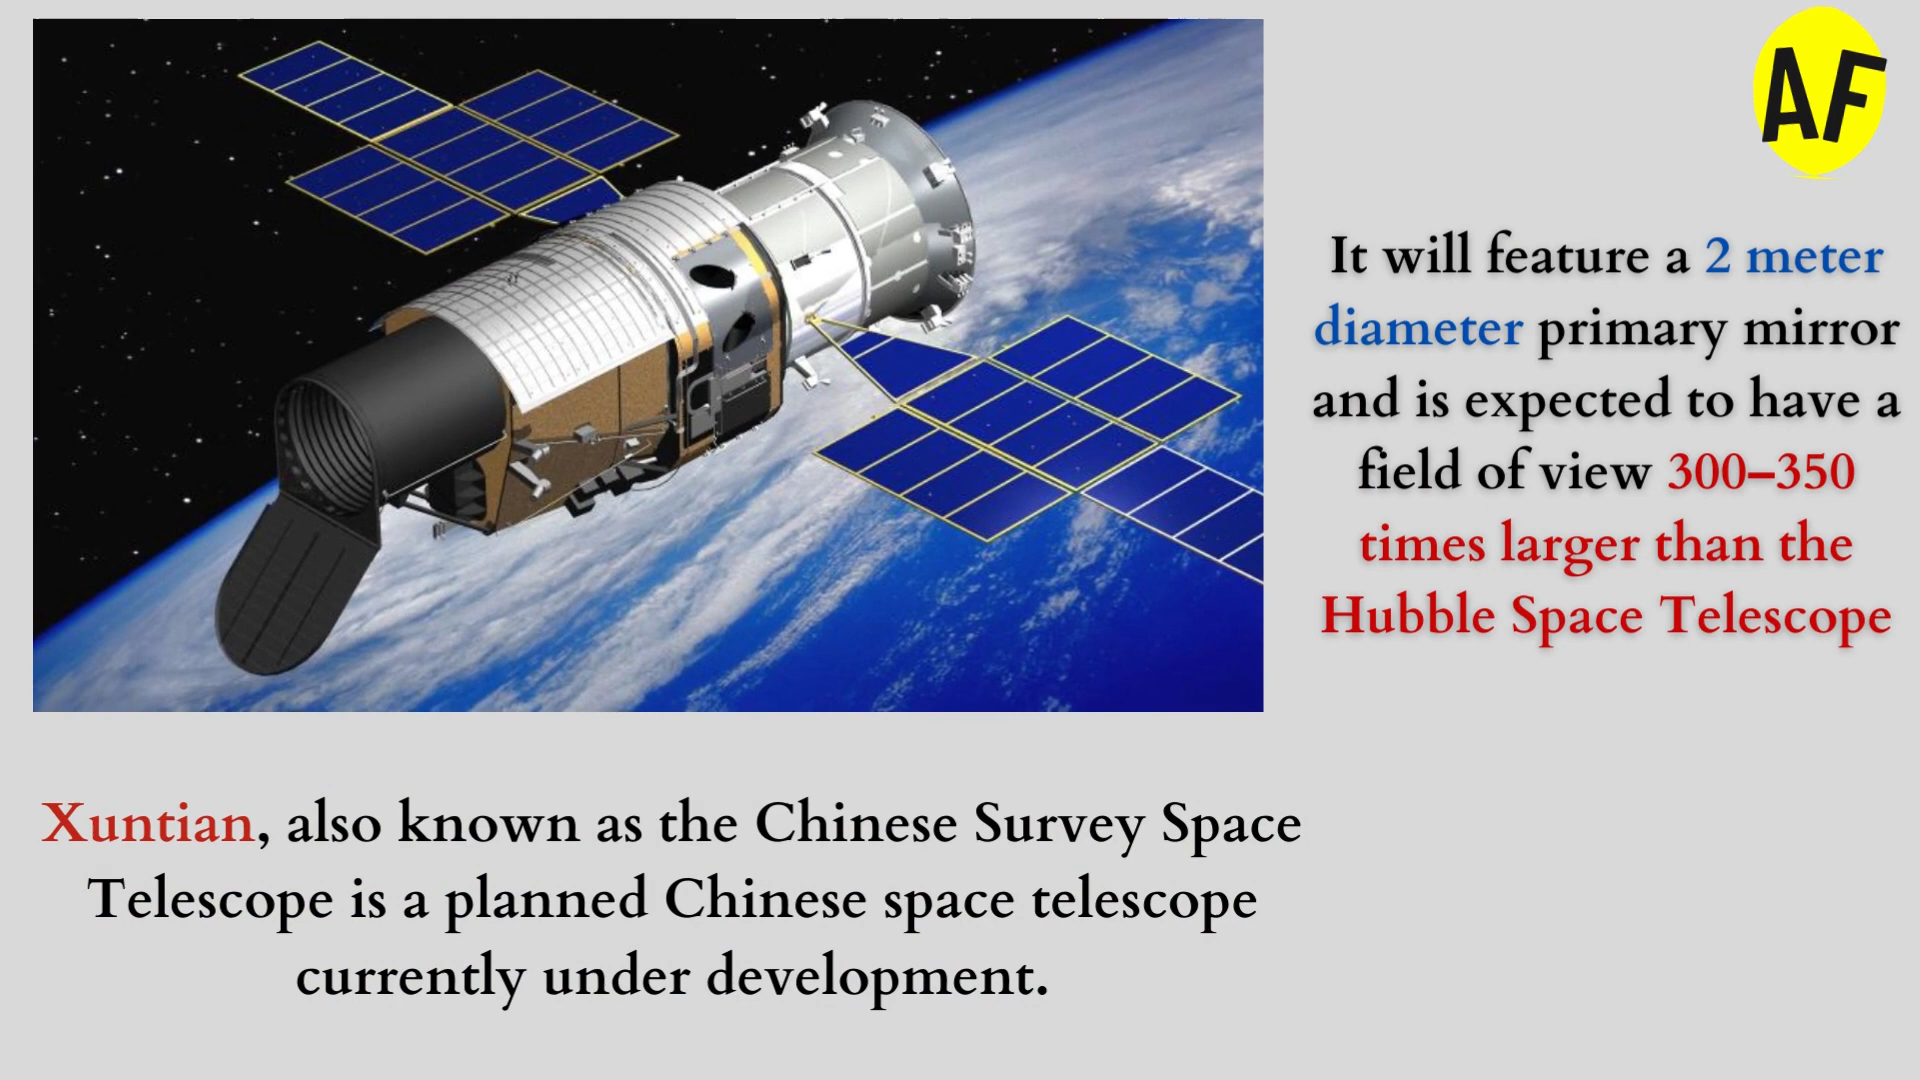 AF
It will feature a 2 meter
diameter primary mirror
and is expected to have a
field of view 300–350
times larger than the
Hubble Space Telescope
Xuntian, also known as the Chinese Survey Space
Telescope is a planned Chinese space telescope
currently under development.